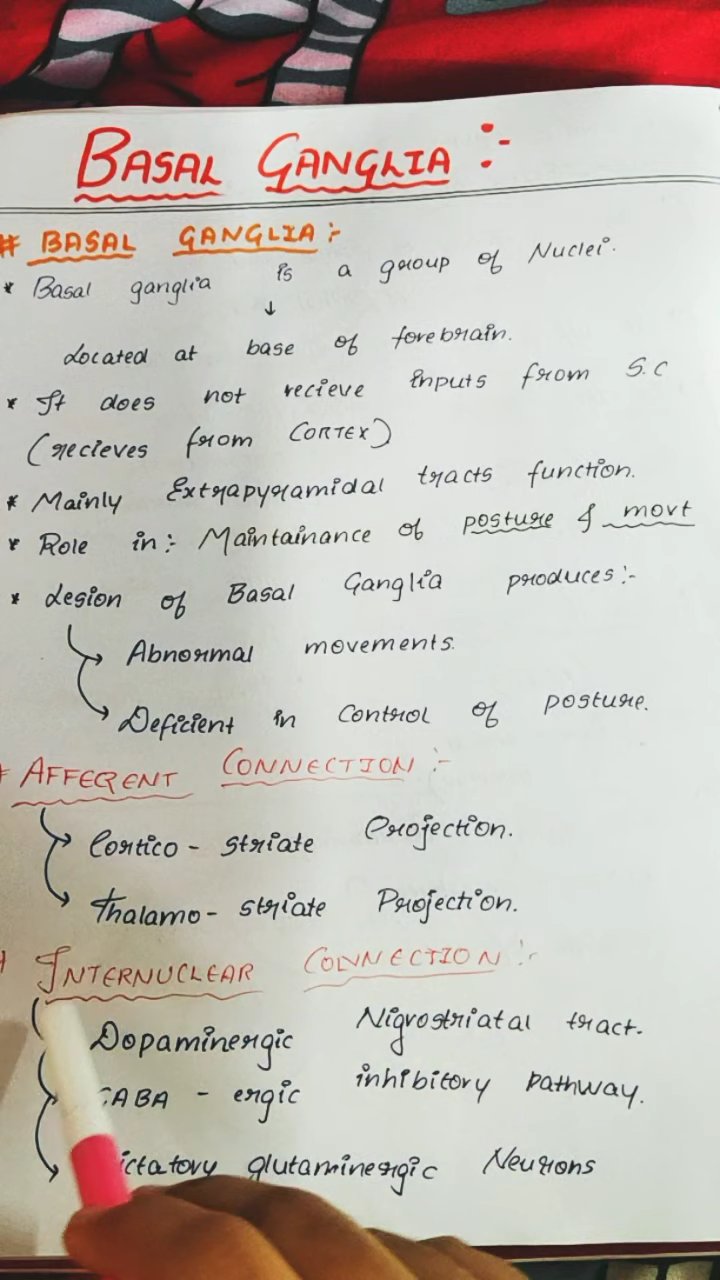 BASAL GANGLIA :-
# BASAL GANGLIA :-
* Basal ganglia is a group of Nuclei.
↓
Located at base of forebrain.
* It does not recieve inputs from S.C
(recieves from CORTEX)
* Mainly Extrapyramidal tracts function.
* Role in :- Maintainance of posture & movt
* Lesion of Basal Ganglia produces :-
Abnormal movements.
Deficient in control of posture.
# AFFERENT CONNECTION :-
Cortico - striate Projection.
Thalamo - striate Projection.
INTERNUCLEAR CONNECTION :-
Dopaminergic Nigrostriatal tract.
GABA - ergic inhibitory pathway.
glutaminergic Neurons